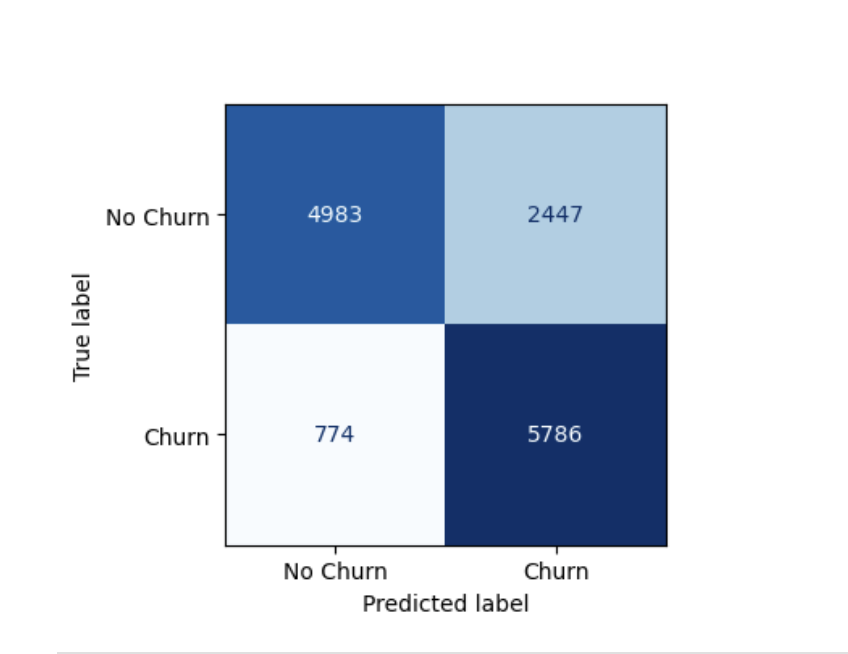 No Churn
4983
2447
True label
Churn
774
5786
No Churn
Churn
Predicted label